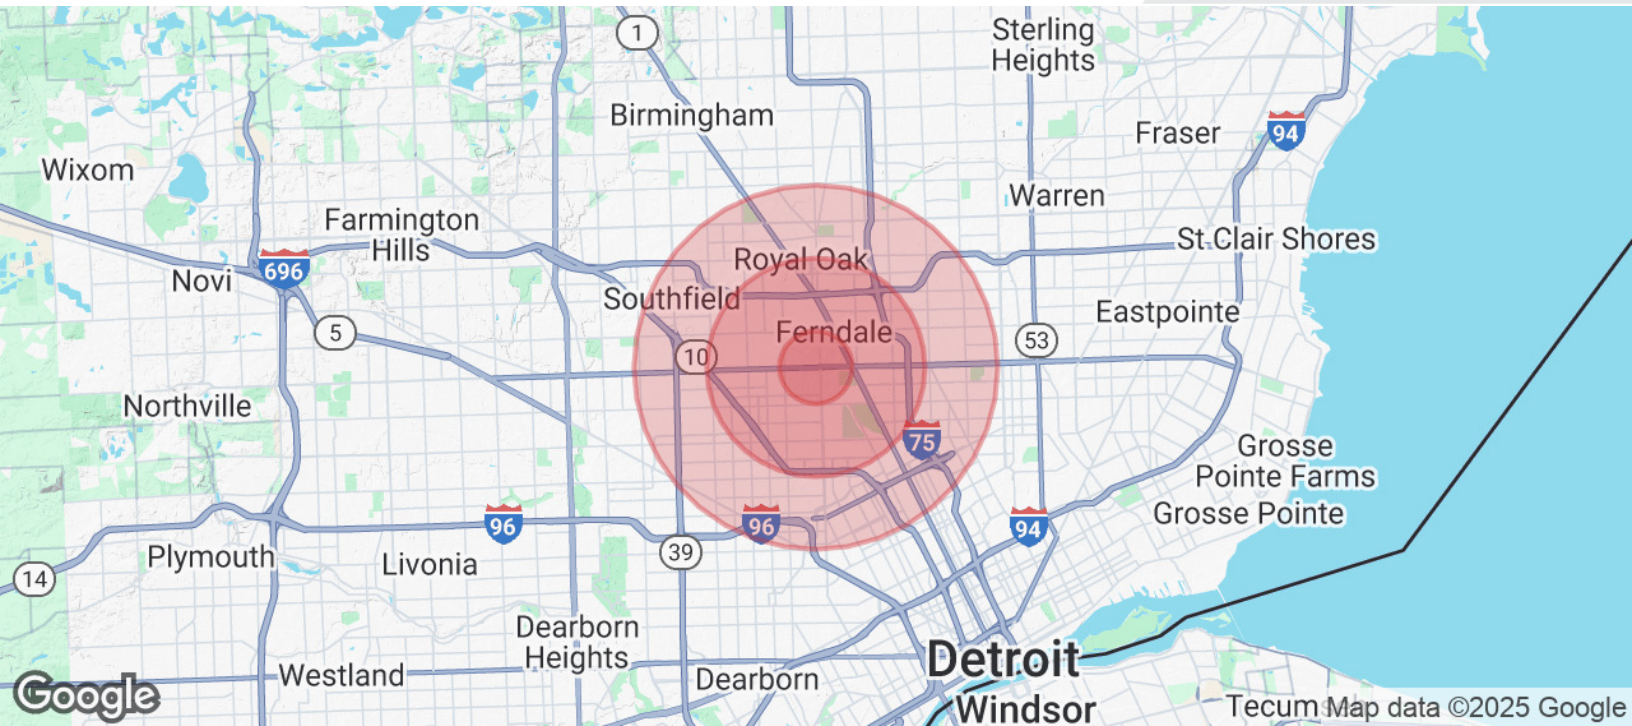 1
Sterling
Heights
Birmingham
Fraser
94
Wixom
Warren
Farmington
Hills
St Clair Shores
Royal Oak
696
Novi
Southfield
Eastpointe
5
Ferndale
53
10
Northville
75
Grosse
Pointe Farms
Grosse Pointe
96
96
94
Plymouth
Livonia
39
14
Dearborn
Heights
Detroit
Westland
Dearborn
Google
Windsor
Tecum
Map data ©2025 Google